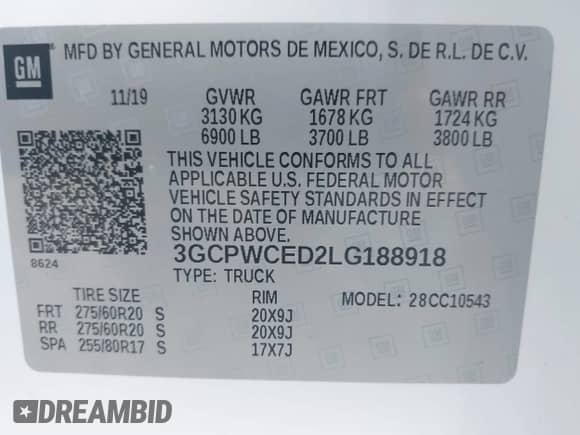 GM MFD BY GENERAL MOTORS DE MEXICO, S. DE R.L. DE C.V.
11/19 GVWR GAWR FRT GAWR RR
3130 KG 1678 KG 1724 KG
6900 LB 3700 LB 3800 LB
THIS VEHICLE CONFORMS TO ALL
APPLICABLE U.S. FEDERAL MOTOR
VEHICLE SAFETY STANDARDS IN EFFECT
ON THE DATE OF MANUFACTURE
SHOWN ABOVE.
8624
3GCPWCED2LG188918
TYPE: TRUCK
TIRE SIZE RIM MODEL: 28CC10543
FRT 275/60R20 S 20X9J
RR 275/60R20 S 20X9J
SPA 255/80R17 S 17X7J
DREAMBID